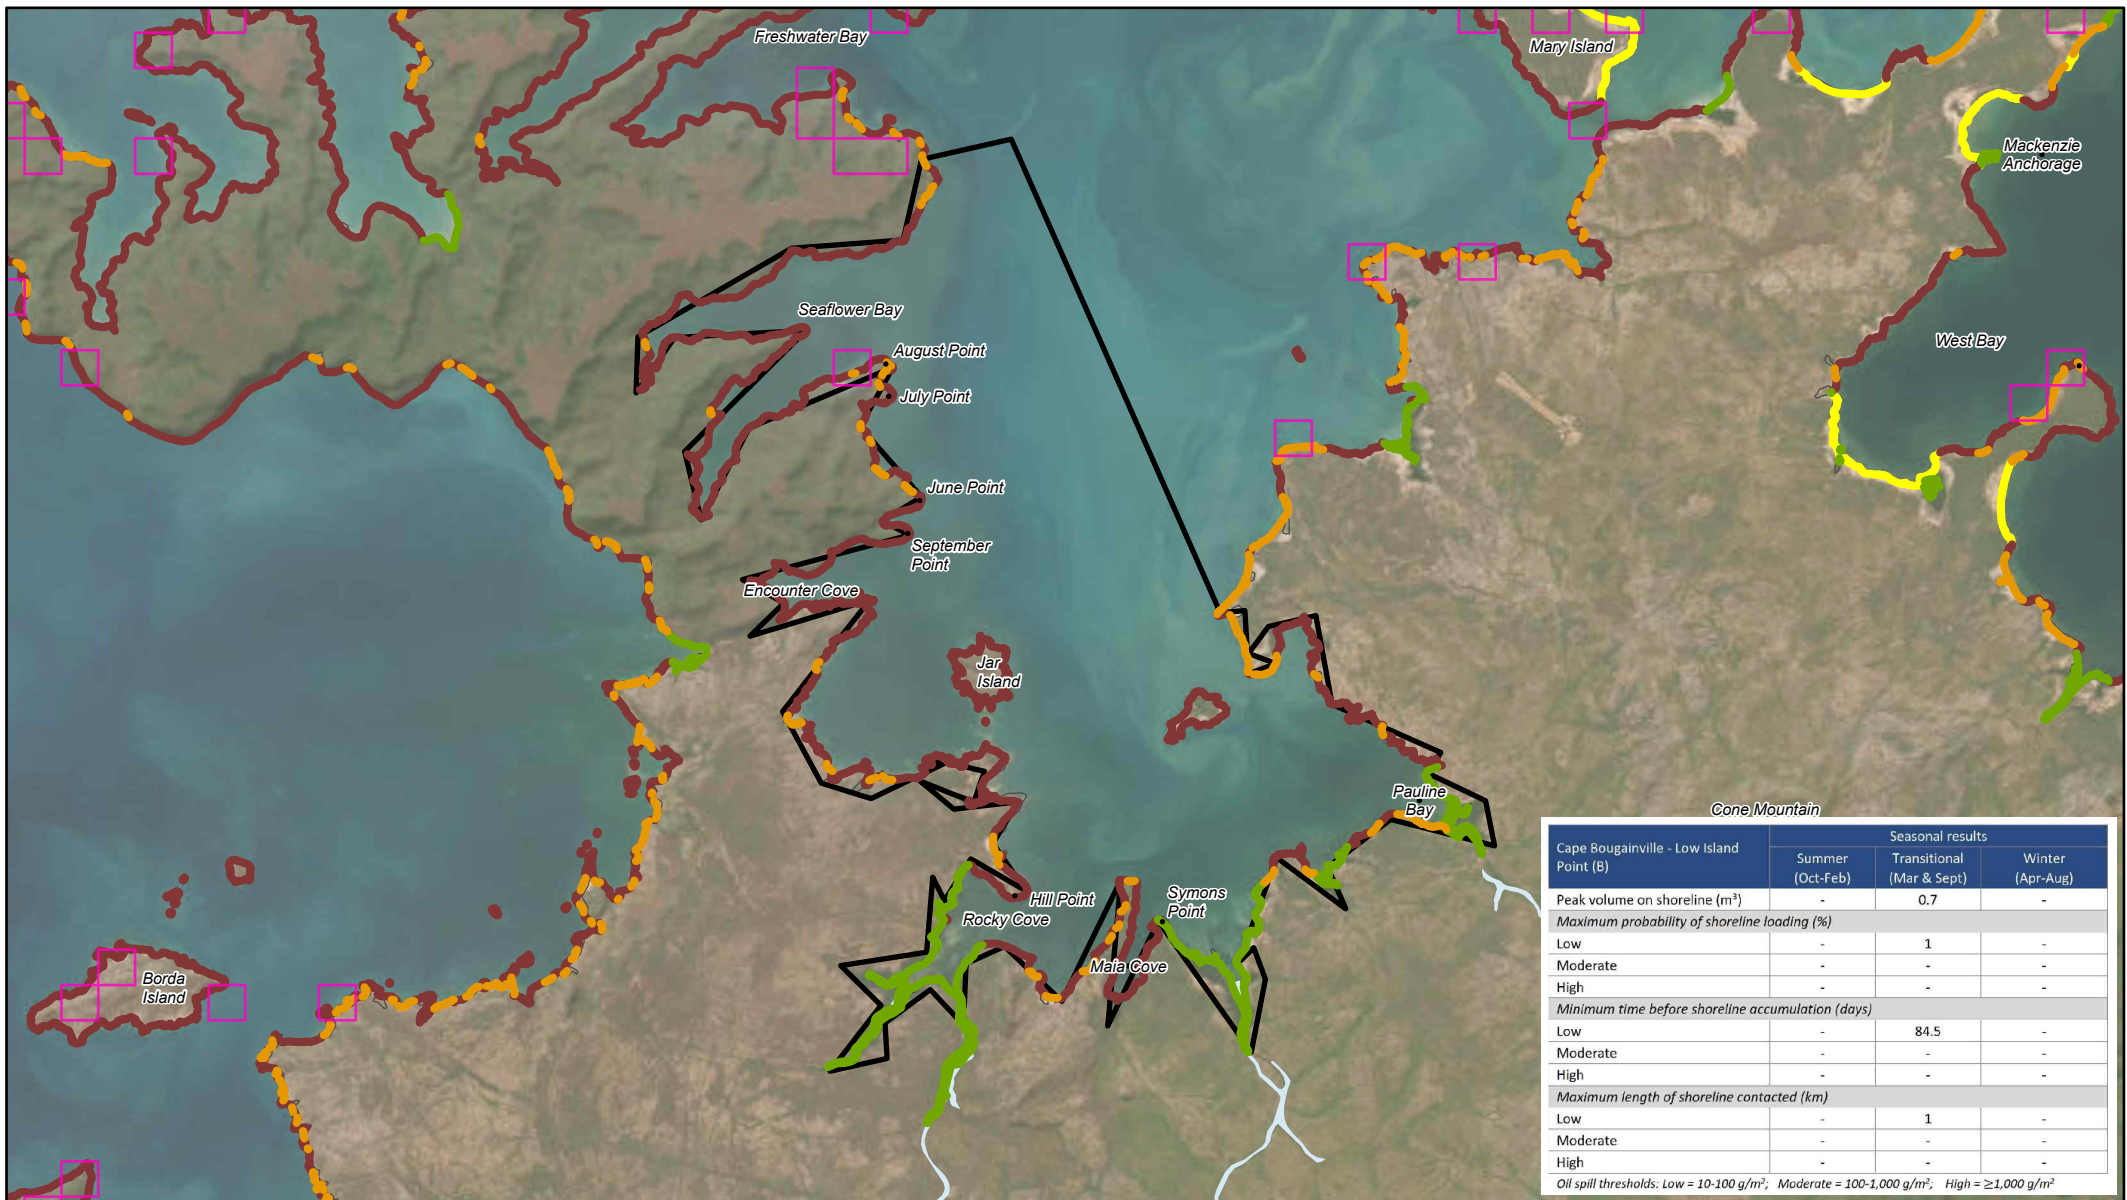 Freshwater Bay
Mary Island
Mackenzie
Anchorage
Seaflower Bay
West Bay
August Point
July Point
June Point
September
Point
Encounter Cove
Jar
Island
Pauline
Bay
Cone Mountain
Symons
Point
Hill Point
Rocky Cove
Maia Cove
Borda
Island
Cape Bougainville - Low Island
Point (B)
Seasonal results
Summer
(Oct-Feb)
Transitional
(Mar & Sept)
Winter
(Apr-Aug)
Peak volume on shoreline (m³) - 0.7 -
Maximum probability of shoreline loading (%)
Low - 1 -
Moderate - - -
High - - -
Minimum time before shoreline accumulation (days)
Low - 84.5 -
Moderate - - -
High - - -
Maximum length of shoreline contacted (km)
Low - 1 -
Moderate - - -
High - - -
Oil spill thresholds: Low = 10-100 g/m²; Moderate = 100-1,000 g/m²; High = ≥1,000 g/m²